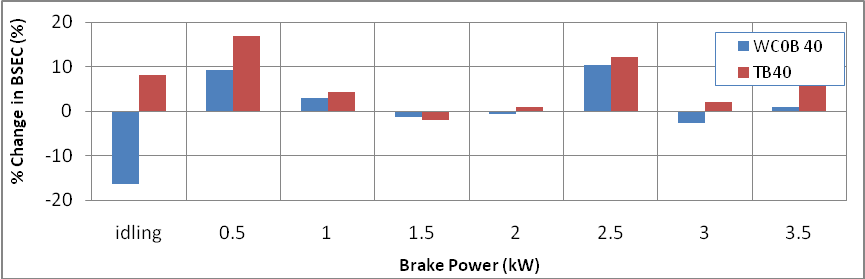 % Change in BSEC (%)
20
10
0
-10
-20
WC0B 40
TB40
idling 0.5 1 1.5 2 2.5 3 3.5
Brake Power (kW)